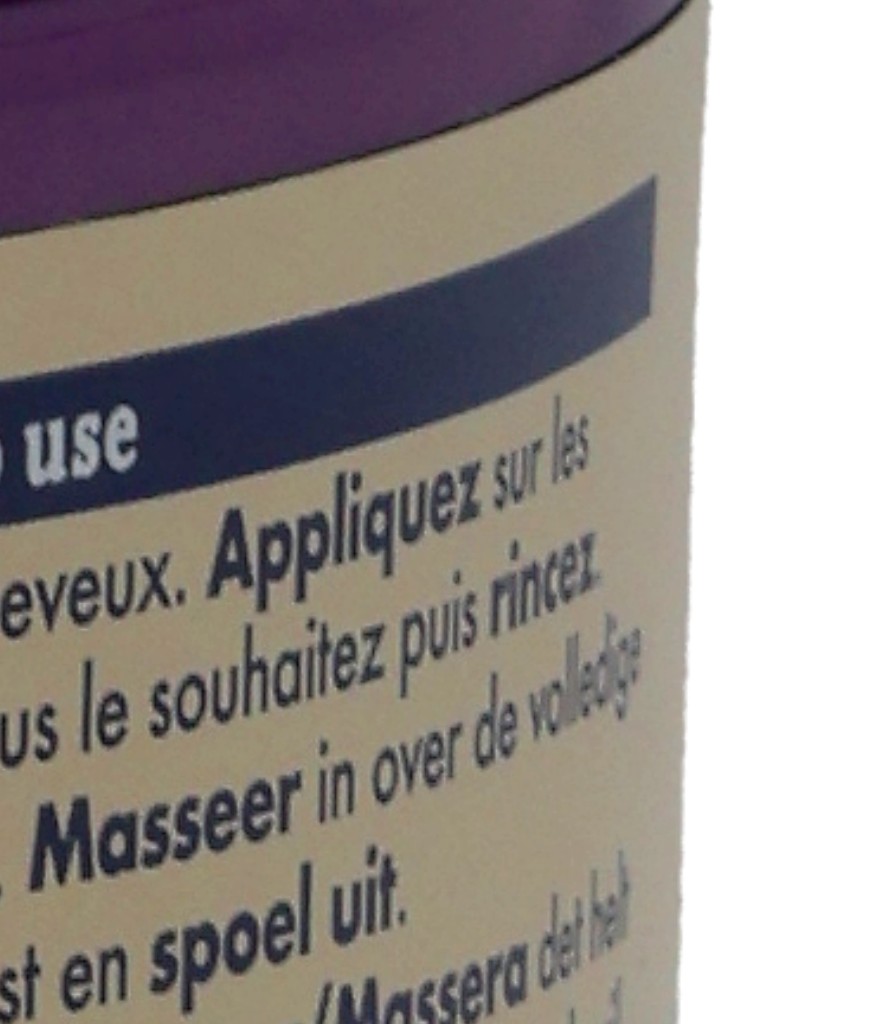 use
eveux. Appliquez sur les
us le souhaitez puis rincez.
. Masseer in over de volledige
st en spoel uit.
/Massera det helt